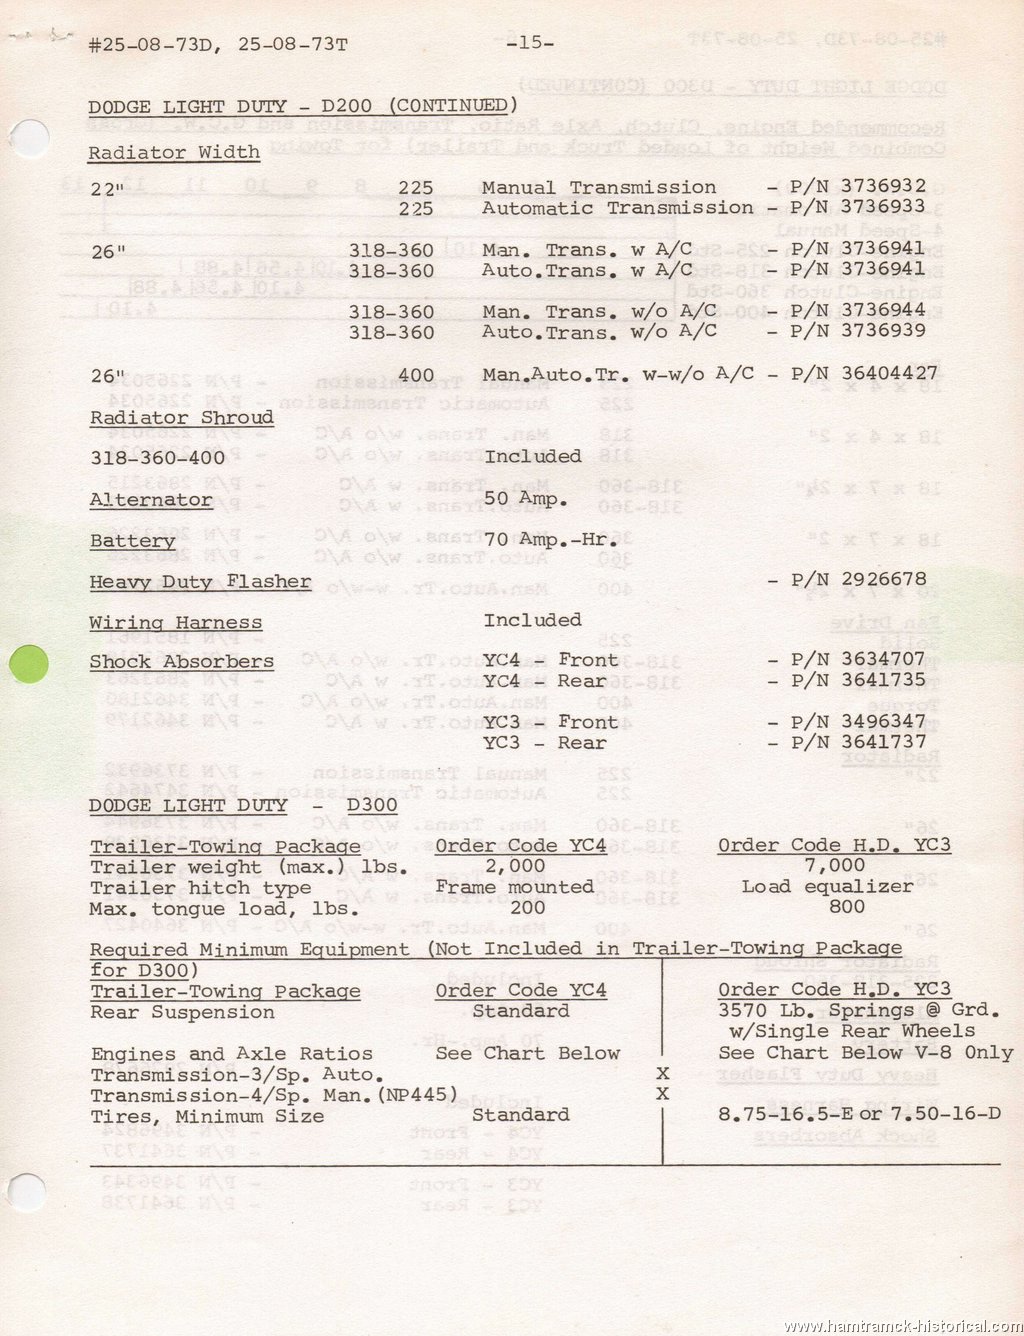 #25-08-73D, 25-08-73T -15-
DODGE LIGHT DUTY - D200 (CONTINUED)
Radiator Width
22" 225 Manual Transmission - P/N 3736932
225 Automatic Transmission - P/N 3736933
26" 318-360 Man. Trans. w A/C - P/N 3736941
318-360 Auto.Trans. w A/C - P/N 3736941
318-360 Man. Trans. w/o A/C - P/N 3736944
318-360 Auto.Trans. w/o A/C - P/N 3736939
26" 400 Man.Auto.Tr. w-w/o A/C - P/N 36404427
Radiator Shroud
318-360-400 Included
Alternator 50 Amp.
Battery 70 Amp.-Hr.
Heavy Duty Flasher - P/N 2926678
Wiring Harness Included
Shock Absorbers YC4 - Front - P/N 3634707
YC4 - Rear - P/N 3641735
YC3 - Front - P/N 3496347
YC3 - Rear - P/N 3641737
DODGE LIGHT DUTY - D300
Trailer-Towing Package Order Code YC4 Order Code H.D. YC3
Trailer weight (max.) lbs. 2,000 7,000
Trailer hitch type Frame mounted Load equalizer
Max. tongue load, lbs. 200 800
Required Minimum Equipment (Not Included in Trailer-Towing Package
for D300)
Trailer-Towing Package Order Code YC4 Order Code H.D. YC3
Rear Suspension Standard 3570 Lb. Springs @ Grd.
w/Single Rear Wheels
Engines and Axle Ratios See Chart Below See Chart Below V-8 Only
Transmission-3/Sp. Auto. X
Transmission-4/Sp. Man.(NP445) X
Tires, Minimum Size Standard 8.75-16.5-E or 7.50-16-D
www.hamtramck-historical.com